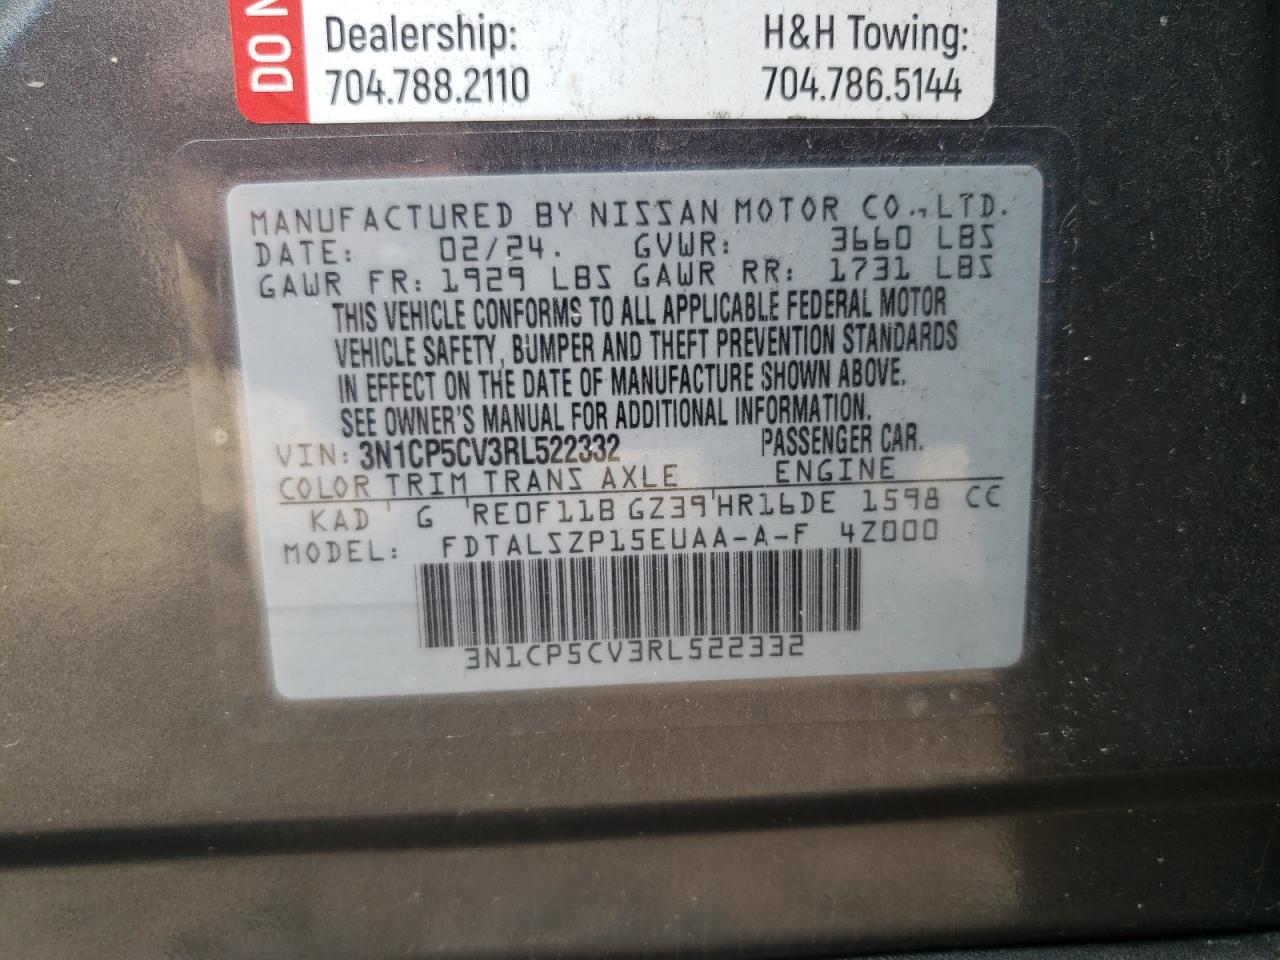 DO N
Dealership: H&H Towing:
704.788.2110 704.786.5144
MANUFACTURED BY NISSAN MOTOR CO.,LTD.
DATE: 02/24. GVWR: 3660 LBS
GAWR FR: 1929 LBS GAWR RR: 1731 LBS
THIS VEHICLE CONFORMS TO ALL APPLICABLE FEDERAL MOTOR
VEHICLE SAFETY, BUMPER AND THEFT PREVENTION STANDARDS
IN EFFECT ON THE DATE OF MANUFACTURE SHOWN ABOVE.
SEE OWNER'S MANUAL FOR ADDITIONAL INFORMATION.
VIN: 3N1CP5CV3RL522332 PASSENGER CAR.
COLOR TRIM TRANS AXLE ENGINE
KAD G RE0F11B GZ39 HR16DE 1598 CC
MODEL: FDTALSZP15EUAA-A-F 4Z000
3N1CP5CV3RL522332